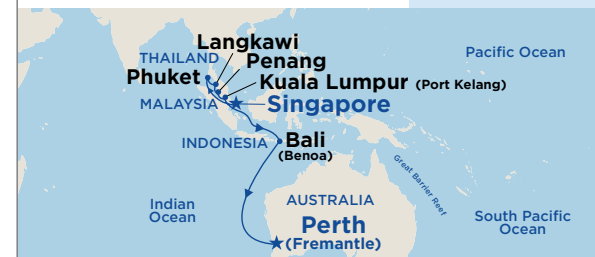 Langkawi
THAILAND
Penang
Phuket
Kuala Lumpur (Port Kelang)
MALAYSIA
Singapore
INDONESIA
Bali
(Benoa)
Pacific Ocean
Great Barrier Reef
Indian
Ocean
AUSTRALIA
Perth
(Fremantle)
South Pacific
Ocean